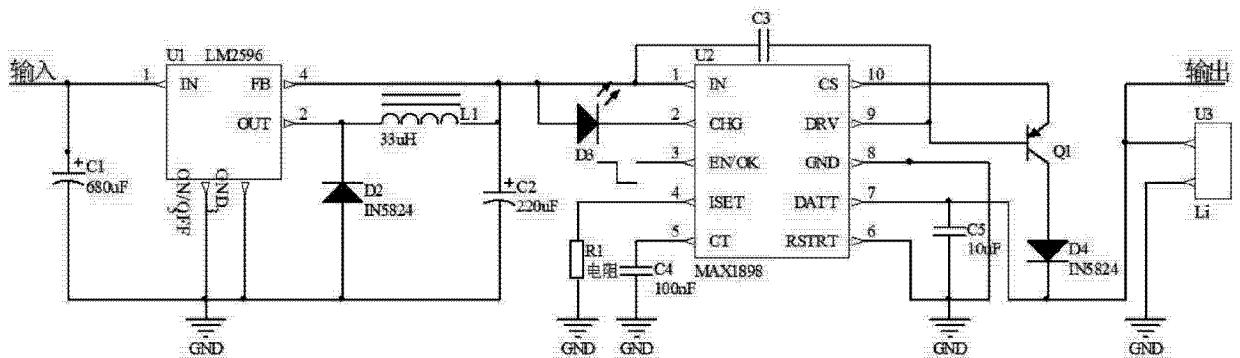 输入
U1
LM2596
1
IN
FB
4
OUT
2
ON/OFF
GND
3
C1
680uF
L1
33uH
D2
IN5824
C2
220uF
GND
D3
C3
U2
1
IN
CS
10
2
CHG
DRV
9
3
EN/OK
GND
8
4
ISET
DATT
7
5
CT
RSTRT
6
MAX1898
R1
电阻
C4
100nF
GND
GND
C5
10uF
GND
Q1
D4
IN5824
输出
U3
Li
GND